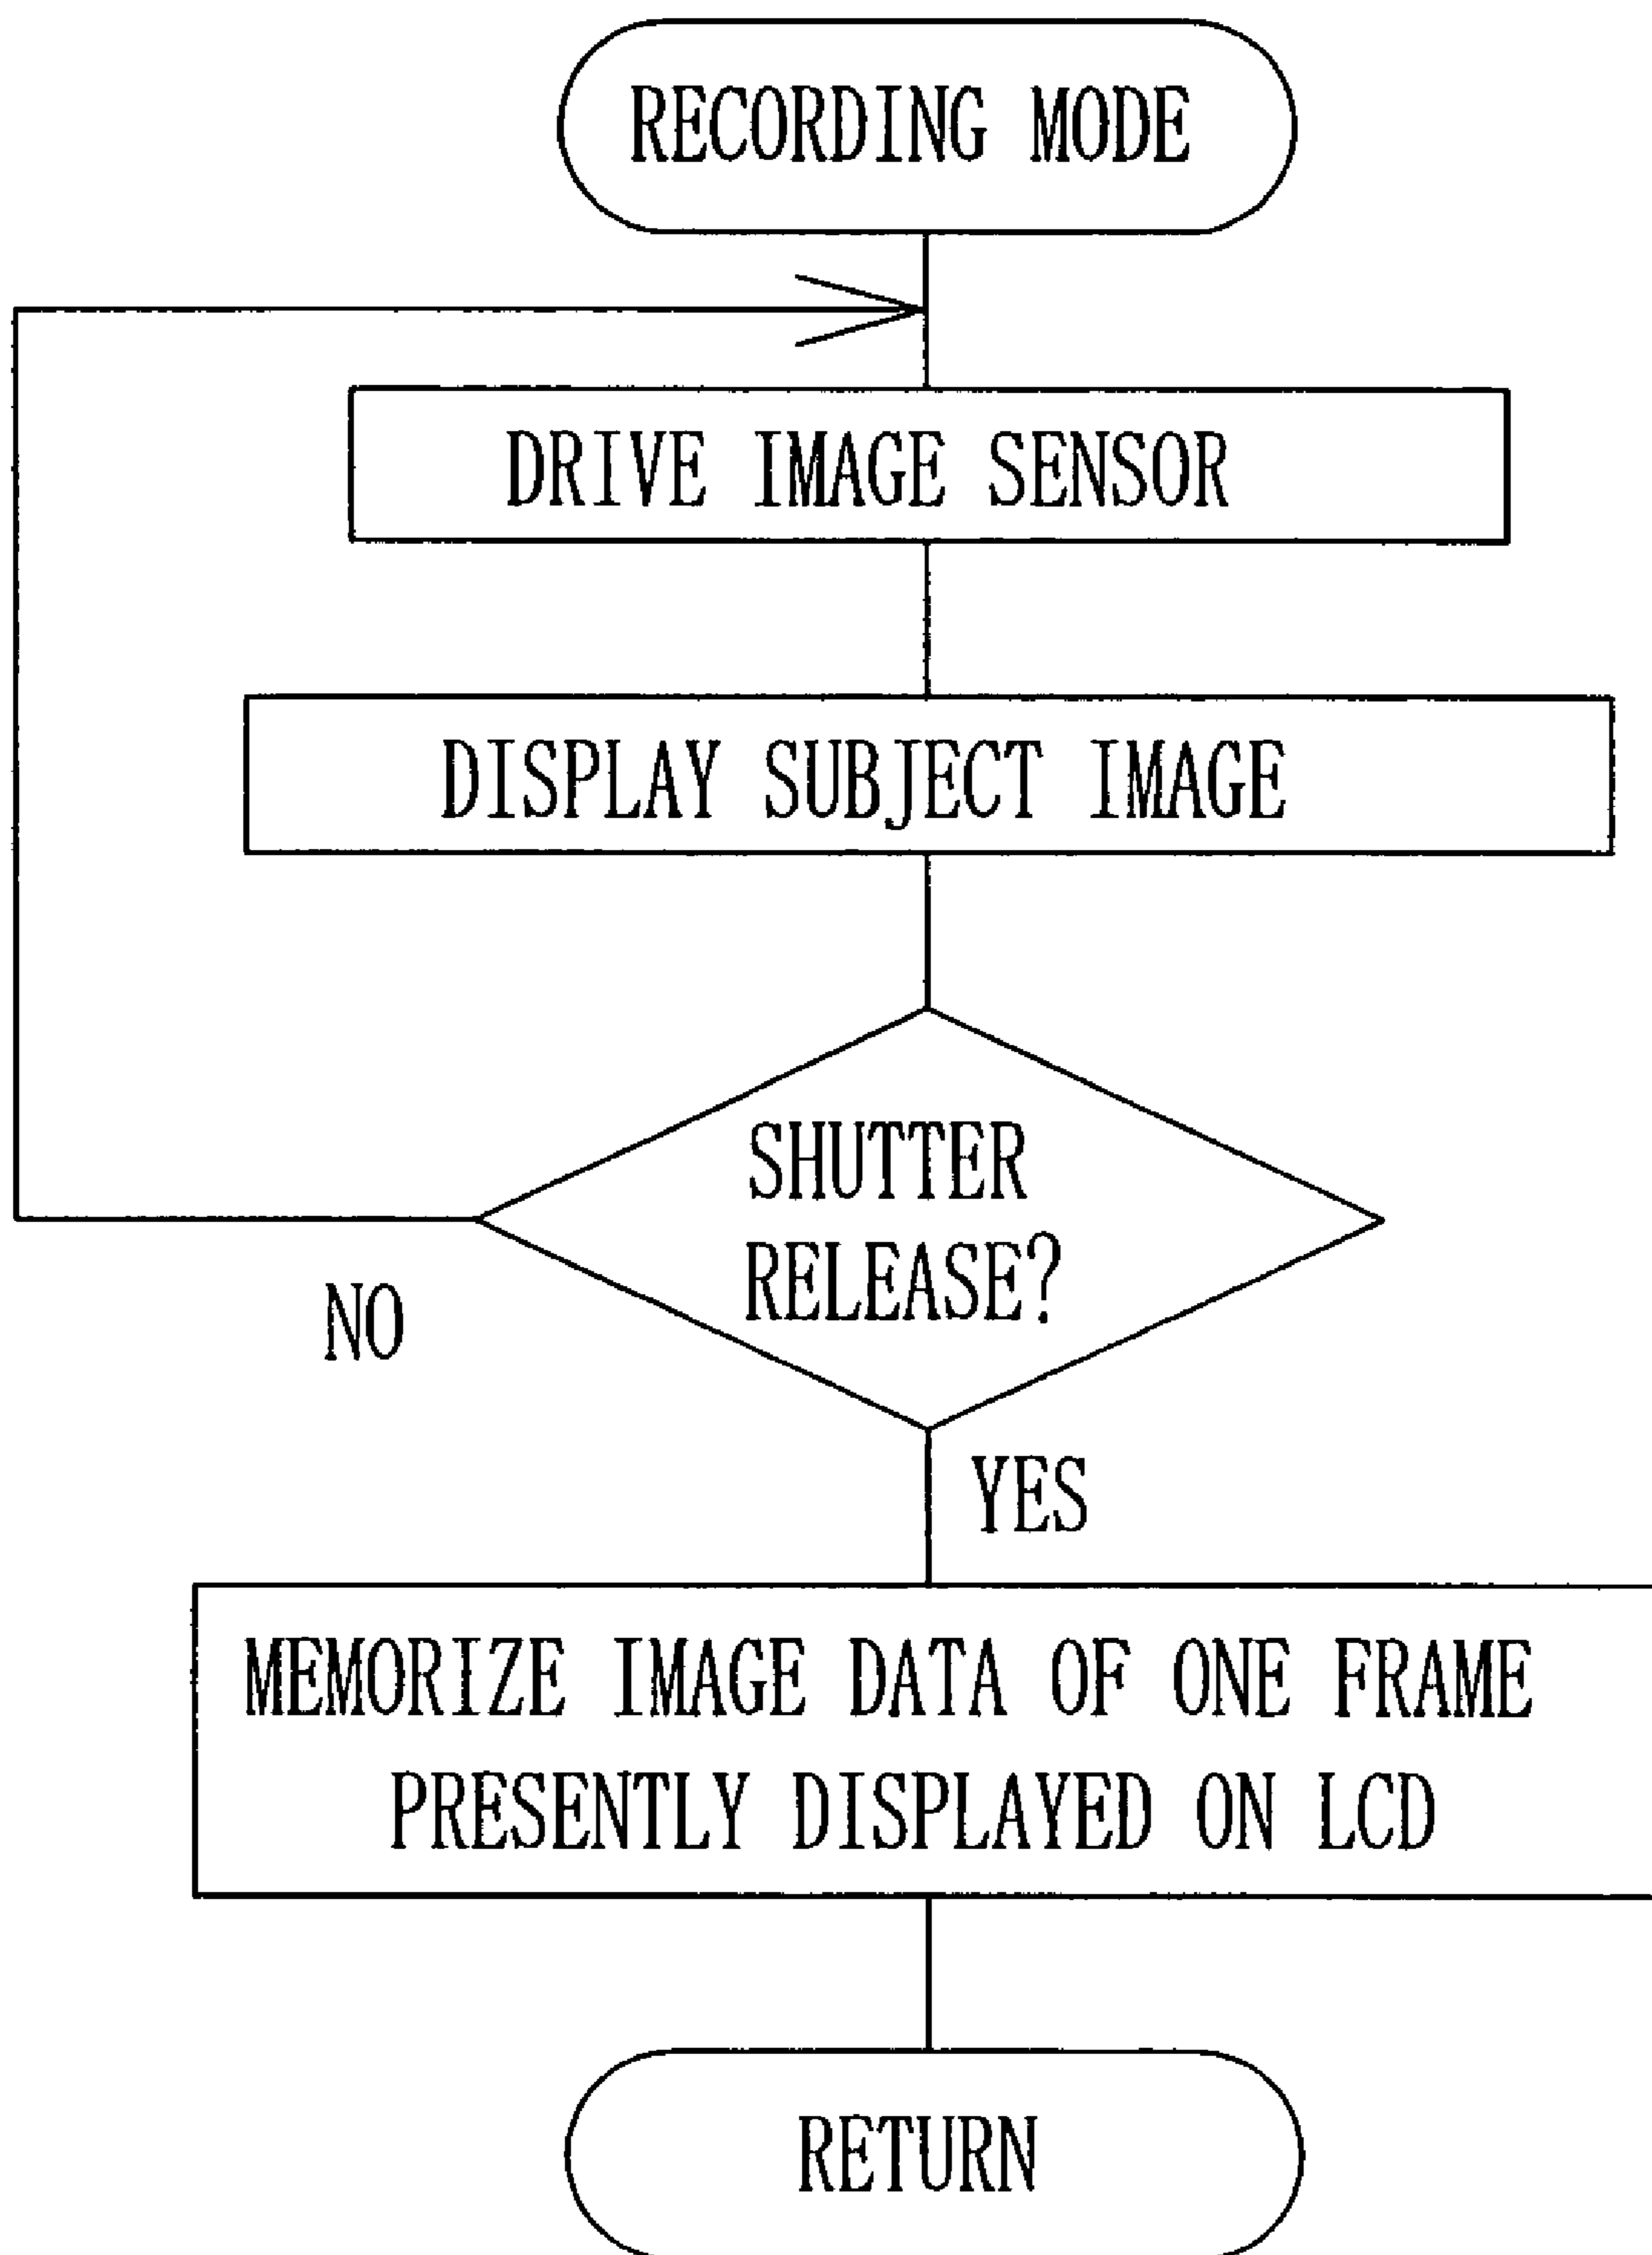 RECORDING MODE
DRIVE IMAGE SENSOR
DISPLAY SUBJECT IMAGE
SHUTTER
RELEASE?
NO
YES
MEMORIZE IMAGE DATA OF ONE FRAME
PRESENTLY DISPLAYED ON LCD
RETURN